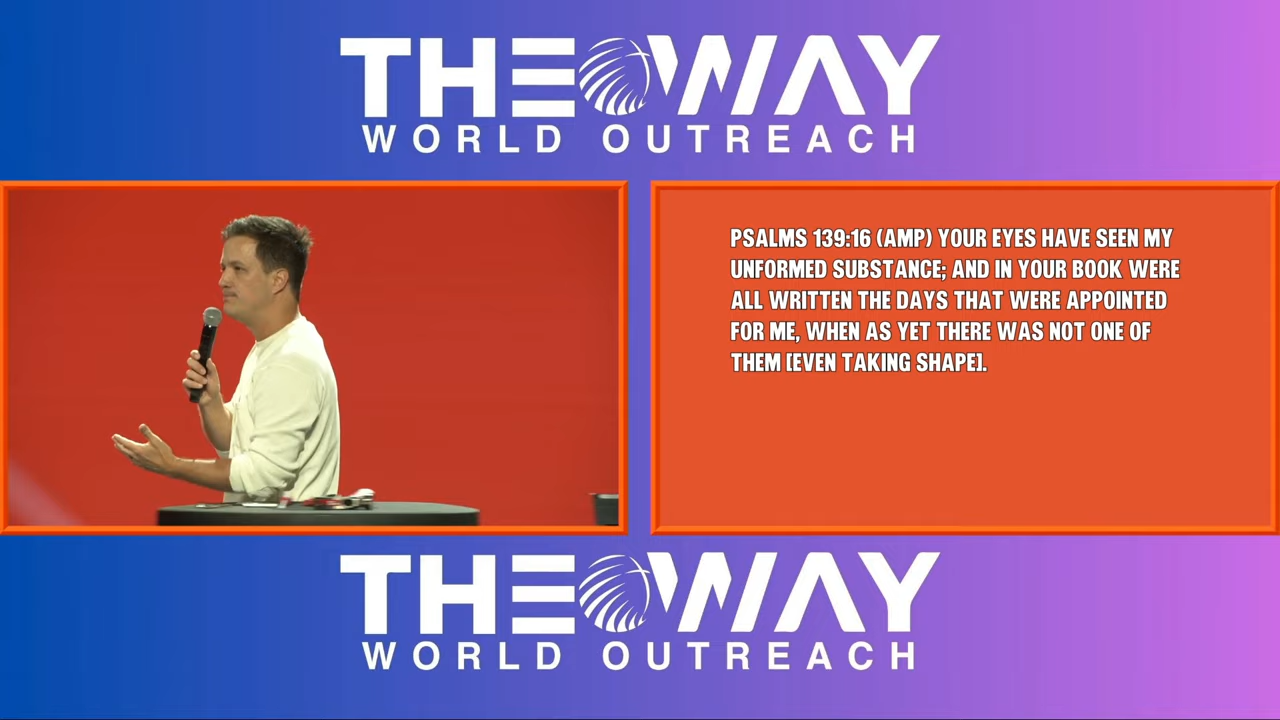 THE WAY
WORLD OUTREACH
PSALMS 139:16 (AMP) YOUR EYES HAVE SEEN MY
UNFORMED SUBSTANCE; AND IN YOUR BOOK WERE
ALL WRITTEN THE DAYS THAT WERE APPOINTED
FOR ME, WHEN AS YET THERE WAS NOT ONE OF
THEM [EVEN TAKING SHAPE].
THE WAY
WORLD OUTREACH